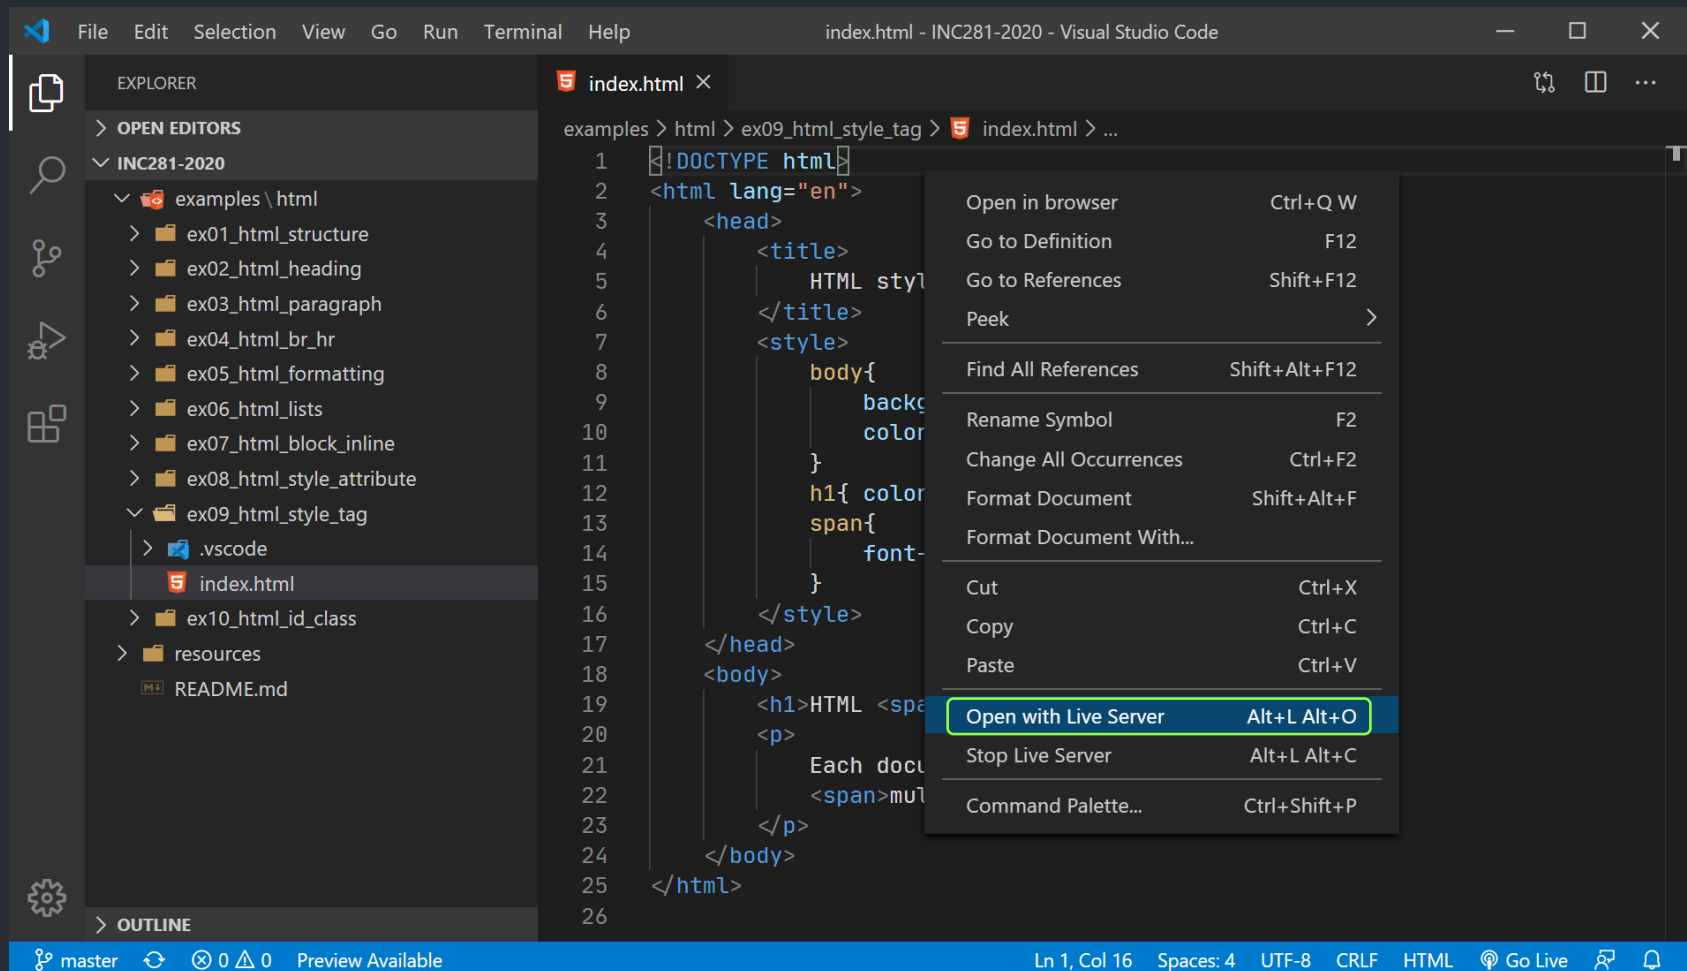 File Edit Selection View Go Run Terminal Help index.html - INC281-2020 - Visual Studio Code
EXPLORER
OPEN EDITORS
INC281-2020
examples \ html
ex01_html_structure
ex02_html_heading
ex03_html_paragraph
ex04_html_br_hr
ex05_html_formatting
ex06_html_lists
ex07_html_block_inline
ex08_html_style_attribute
ex09_html_style_tag
.vscode
index.html
ex10_html_id_class
resources
README.md
OUTLINE
index.html
examples > html > ex09_html_style_tag > index.html > ...
1 <!DOCTYPE html>
2 <html lang="en">
3 <head>
4 <title>
5 HTML styl
6 </title>
7 <style>
8 body{
9 backg
10 color
11 }
12 h1{ color
13 span{
14 font-
15 }
16 </style>
17 </head>
18 <body>
19 <h1>HTML <spa
20 <p>
21 Each docu
22 <span>mul
23 </p>
24 </body>
25 </html>
26
Open in browser Ctrl+Q W
Go to Definition F12
Go to References Shift+F12
Peek
Find All References Shift+Alt+F12
Rename Symbol F2
Change All Occurrences Ctrl+F2
Format Document Shift+Alt+F
Format Document With...
Cut Ctrl+X
Copy Ctrl+C
Paste Ctrl+V
Open with Live Server Alt+L Alt+O
Stop Live Server Alt+L Alt+C
Command Palette... Ctrl+Shift+P
master 0 0 Preview Available Ln 1, Col 16 Spaces: 4 UTF-8 CRLF HTML Go Live